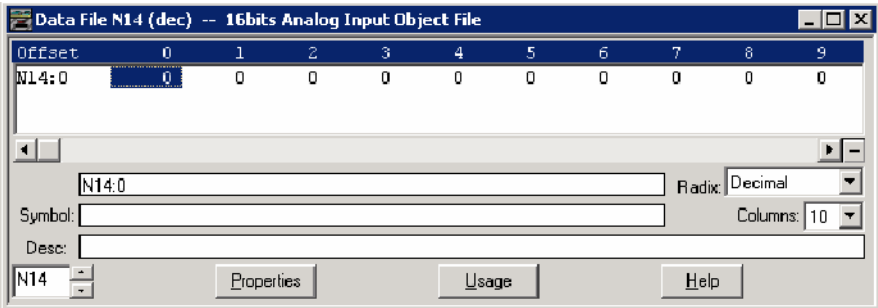 Data File N14 (dec) -- 16bits Analog Input Object File
Offset 0 1 2 3 4 5 6 7 8 9
N14:0 0 0 0 0 0 0 0 0 0 0
N14:0 Radix: Decimal
Symbol: Columns: 10
Desc:
N14 Properties Usage Help